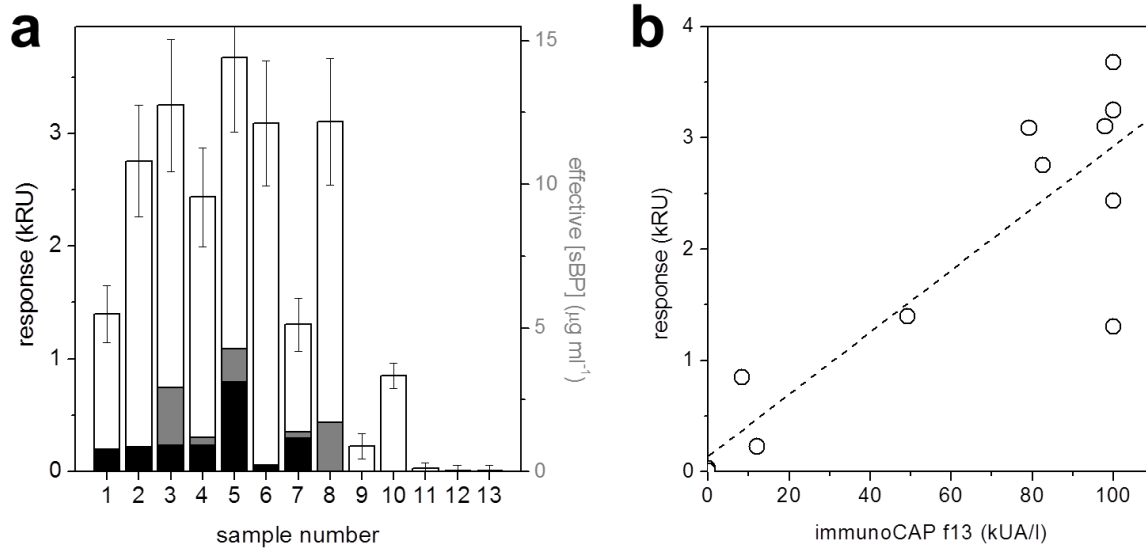 a
response (kRU)
0
1
2
3
1 2 3 4 5 6 7 8 9 10 11 12 13
sample number
0
5
10
15
effective [sBP] (μg ml⁻¹)
b
response (kRU)
0
1
2
3
4
0 20 40 60 80 100
immunoCAP f13 (kUA/l)